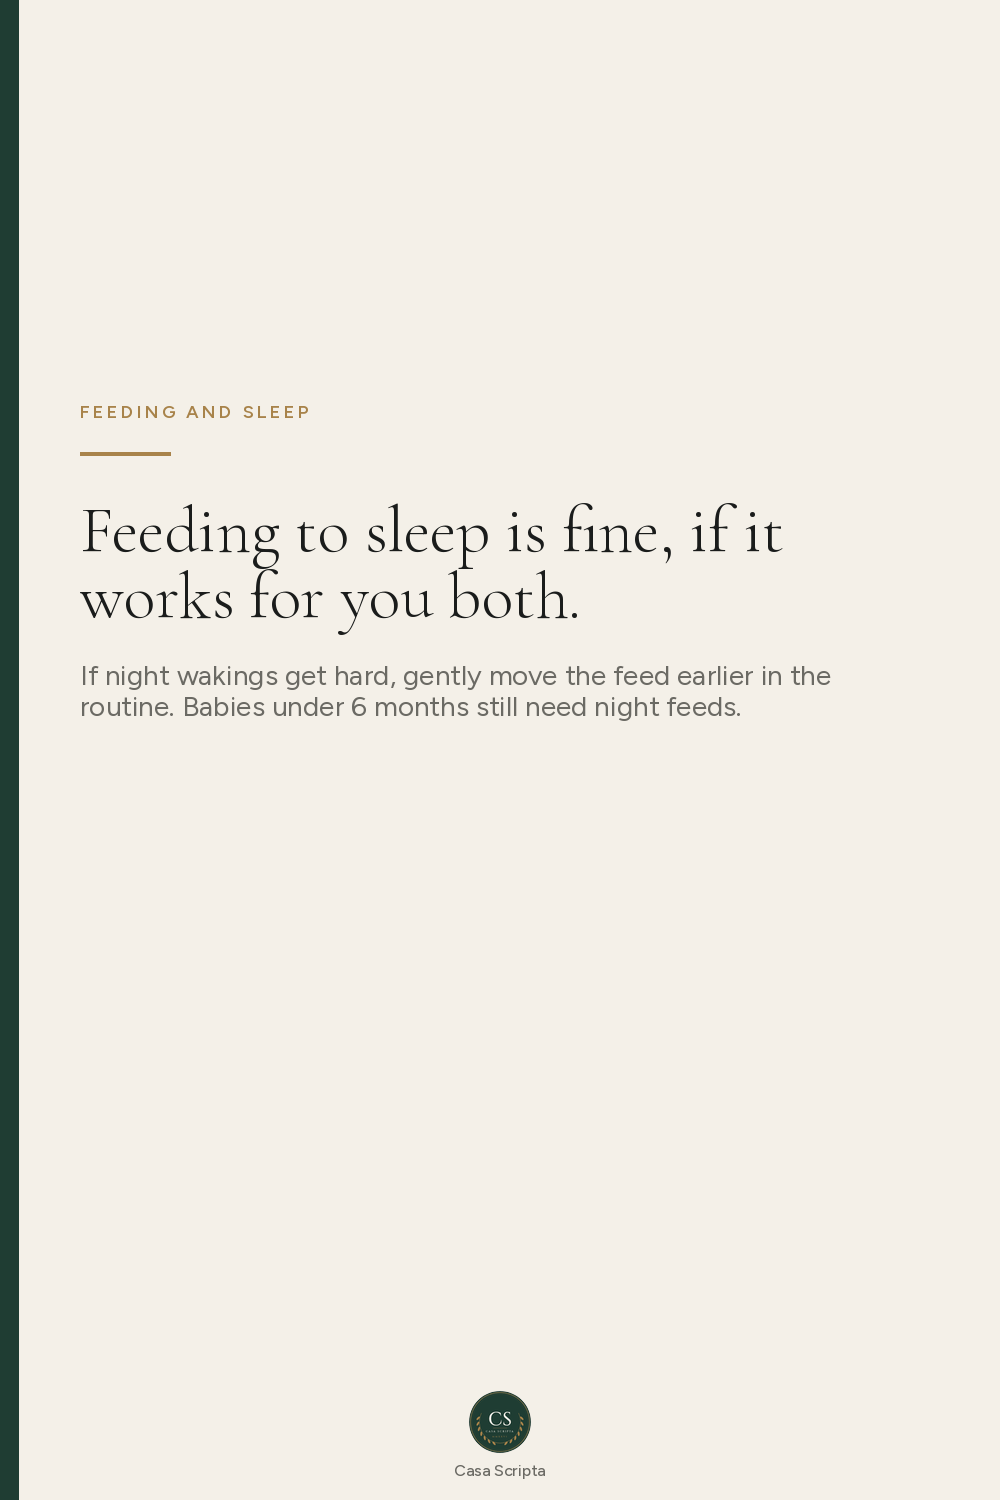 FEEDING AND SLEEP
Feeding to sleep is fine, if it
works for you both.
If night wakings get hard, gently move the feed earlier in the
routine. Babies under 6 months still need night feeds.
CS
CASA SCRIPTA
Casa Scripta